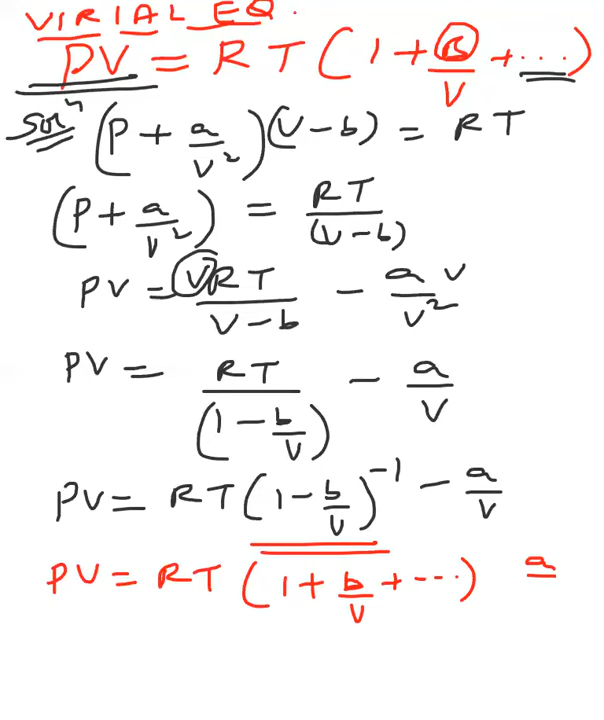 VIRIAL EQ.
PV = RT(1 + B/V + ...)
Solⁿ (P + a/V²)(V-b) = RT
(P + a/V²) = RT/(V-b)
PV = VRT/V-b - aV/V²
PV = RT/(1 - b/V) - a/V
PV = RT(1 - b/V)⁻¹ - a/V
PV = RT(1 + b/V + ...) a